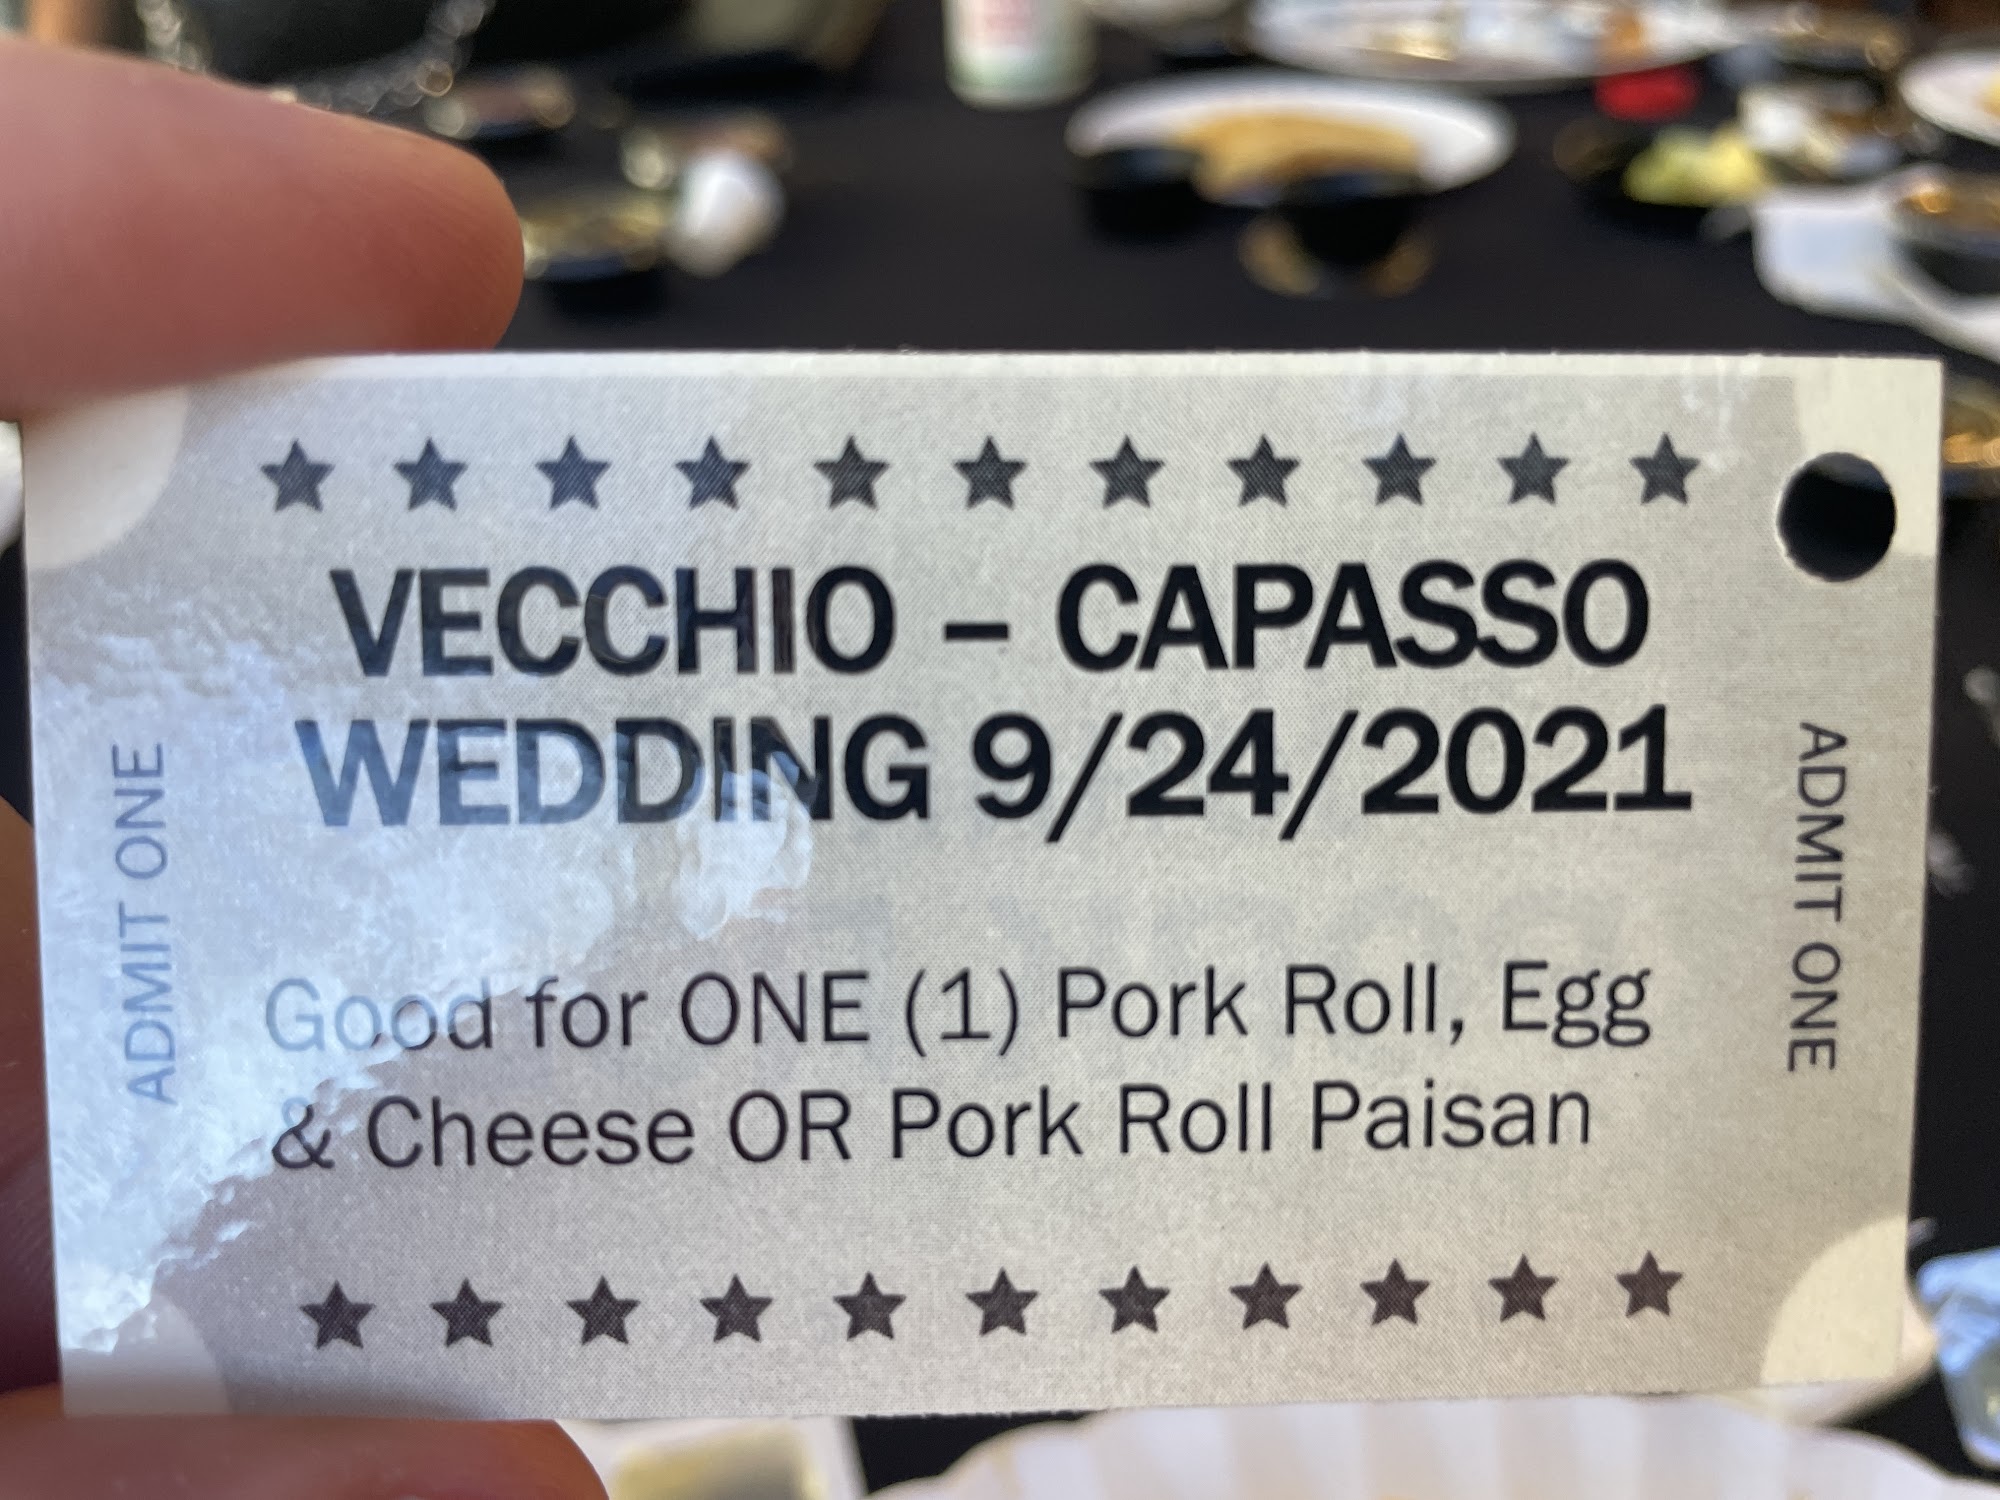 VECCHIO – CAPASSO
WEDDING 9/24/2021
Good for ONE (1) Pork Roll, Egg
& Cheese OR Pork Roll Paisan
ADMIT ONE
ADMIT ONE